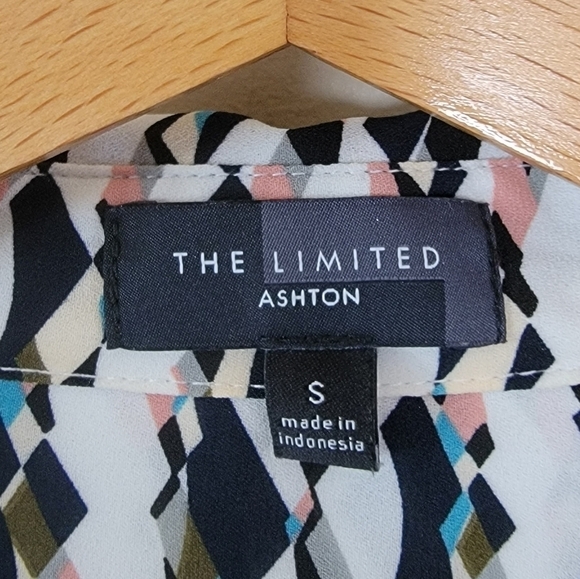 THE LIMITED
ASHTON
S
made in
indonesia